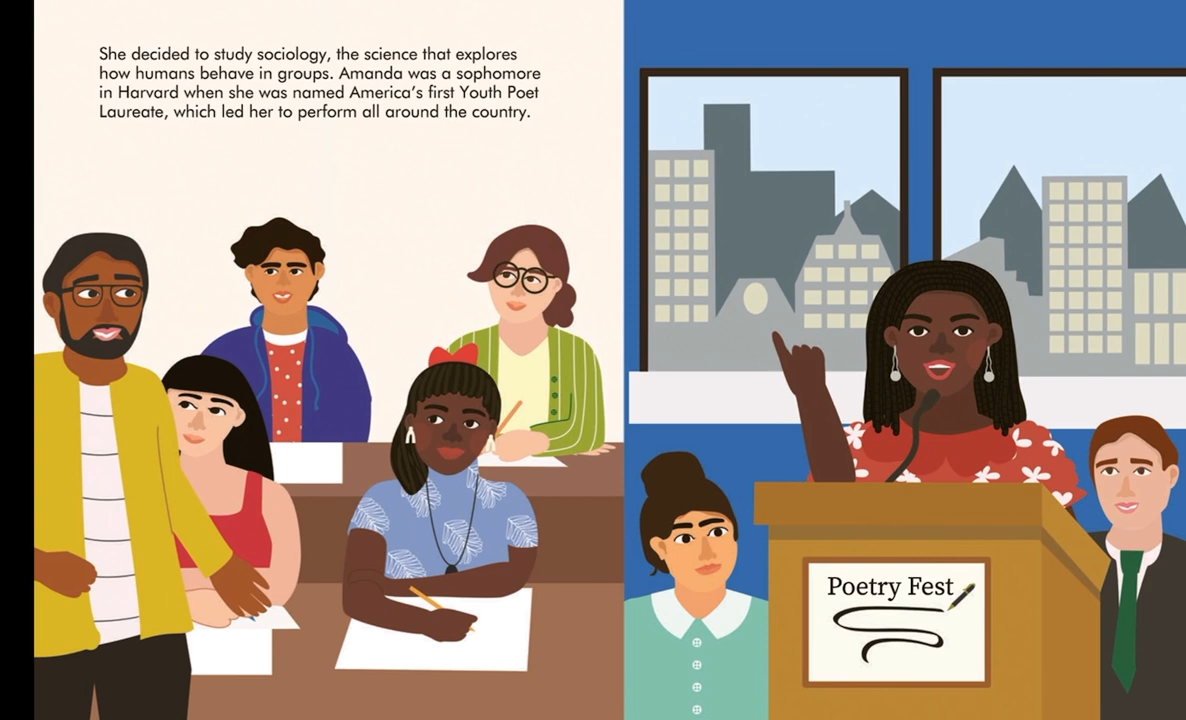 She decided to study sociology, the science that explores
how humans behave in groups. Amanda was a sophomore
in Harvard when she was named America's first Youth Poet
Laureate, which led her to perform all around the country.
Poetry Fest